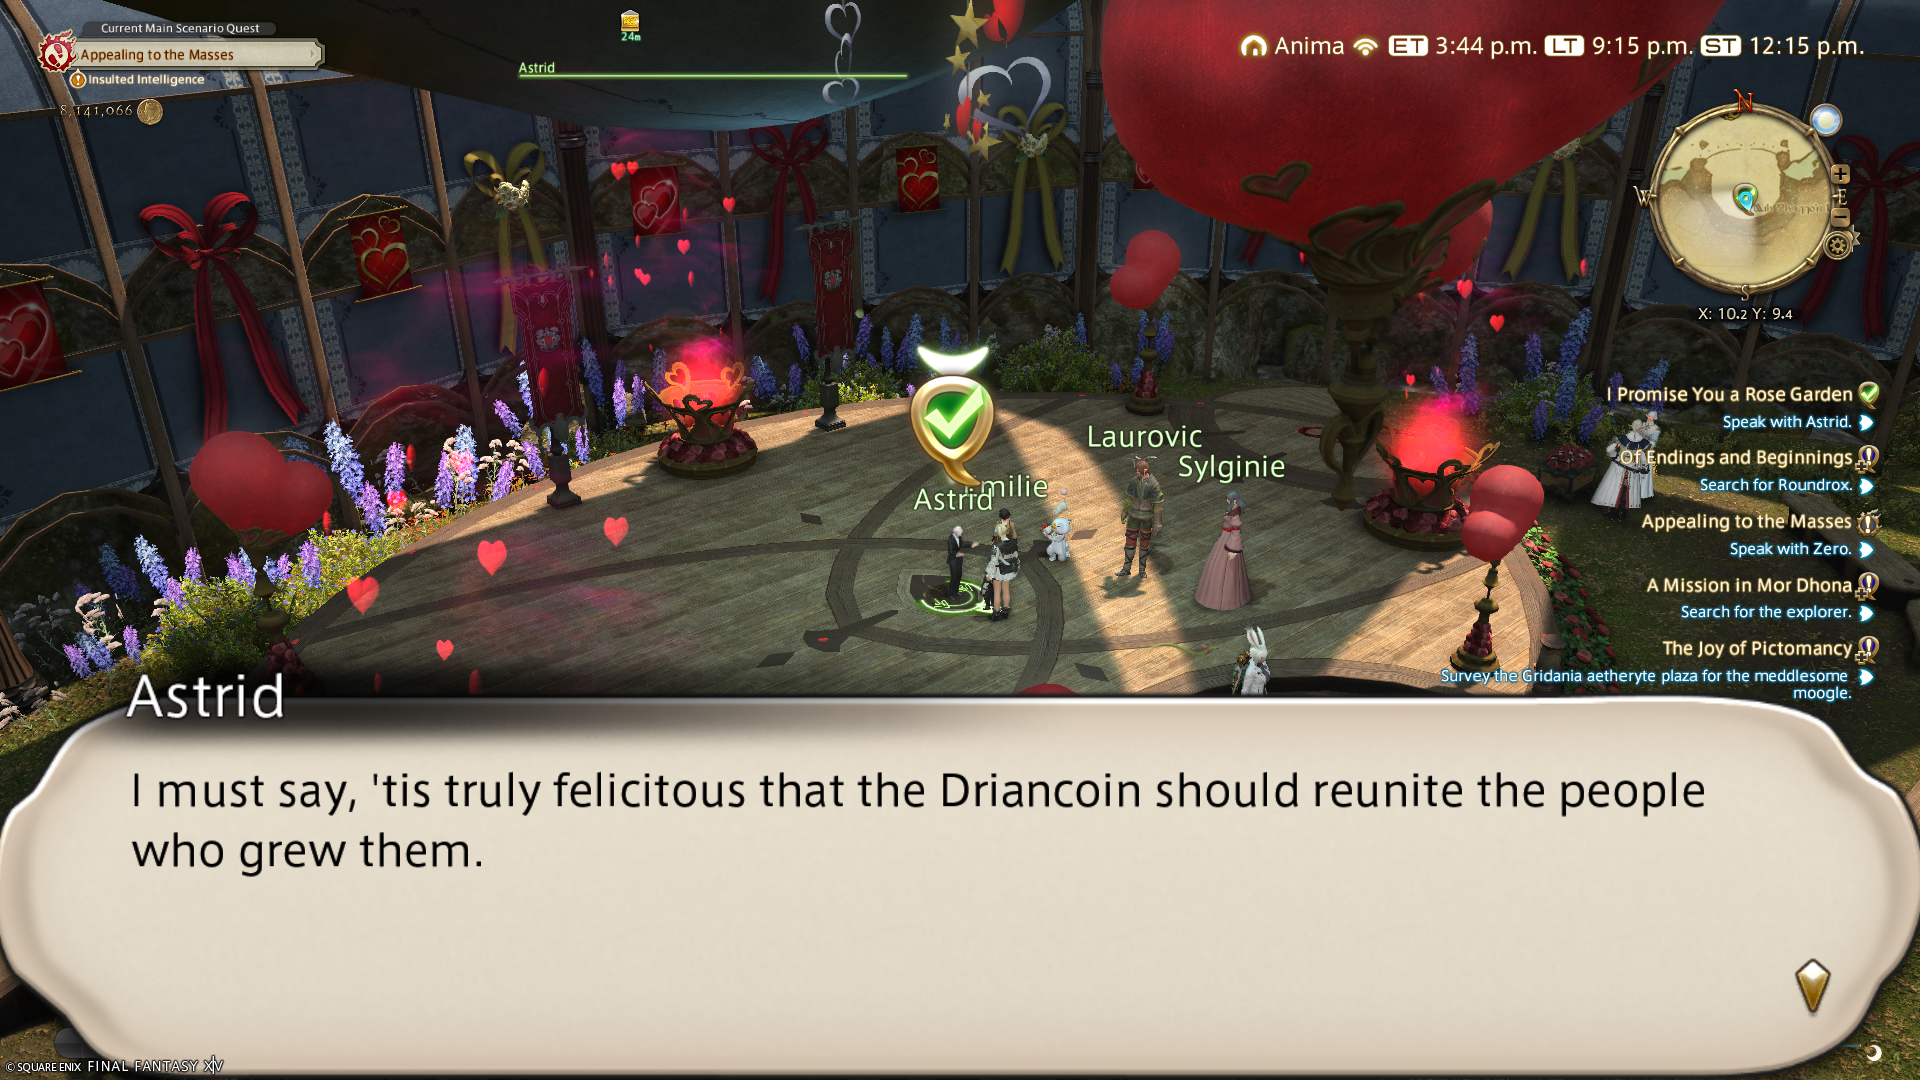 Current Main Scenario Quest
Appealing to the Masses
Insulted Intelligence
8,141,066
24m
Astrid
Anima ET 3:44 p.m. LT 9:15 p.m. ST 12:15 p.m.
N
W
E
S
X: 10.2 Y: 9.4
I Promise You a Rose Garden
Speak with Astrid.
Of Endings and Beginnings
Search for Roundrox.
Appealing to the Masses
Speak with Zero.
A Mission in Mor Dhona
Search for the explorer.
The Joy of Pictomancy
Survey the Gridania aetheryte plaza for the meddlesome
moogle.
Laurovic
Sylginie
milie
Astrid
Astrid
I must say, 'tis truly felicitous that the Driancoin should reunite the people
who grew them.
© SQUARE ENIX FINAL FANTASY XIV